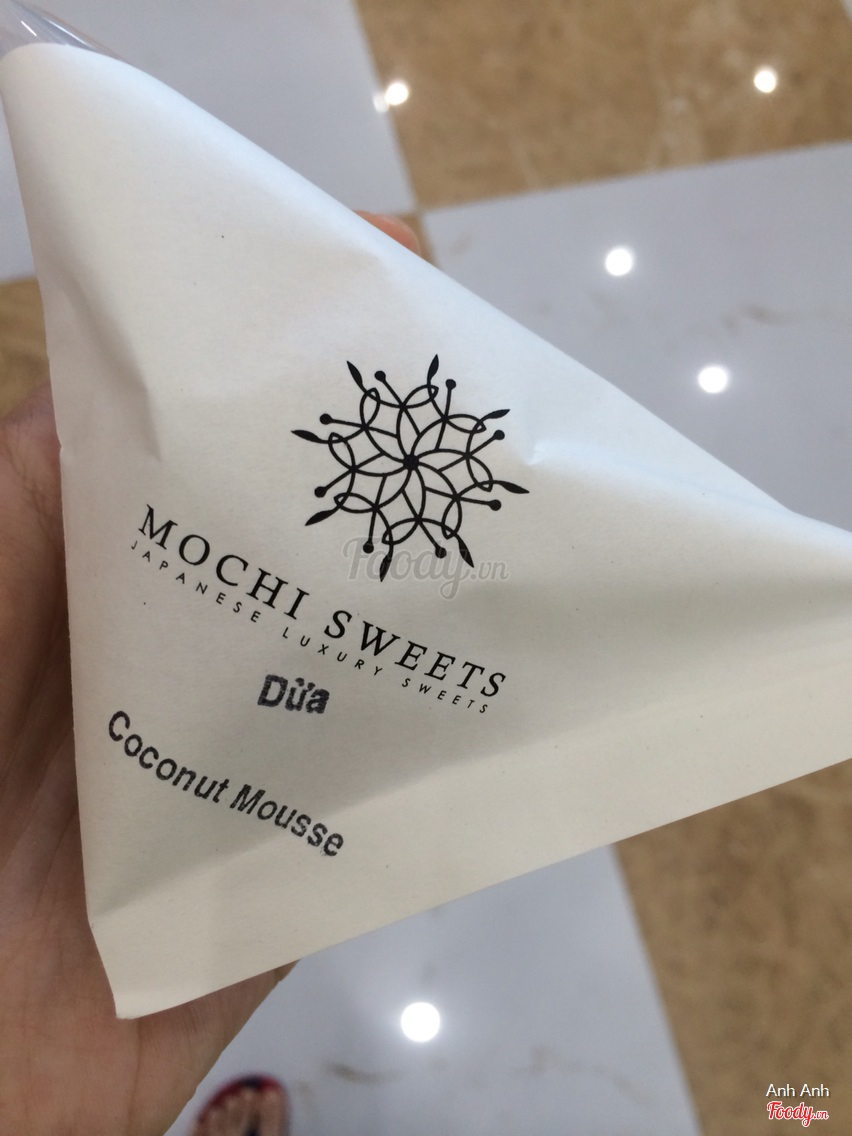 MOCHI SWEETS
JAPANESE LUXURY SWEETS
Dừa
Coconut Mousse
Foody.vn
Anh Anh
Foody.vn